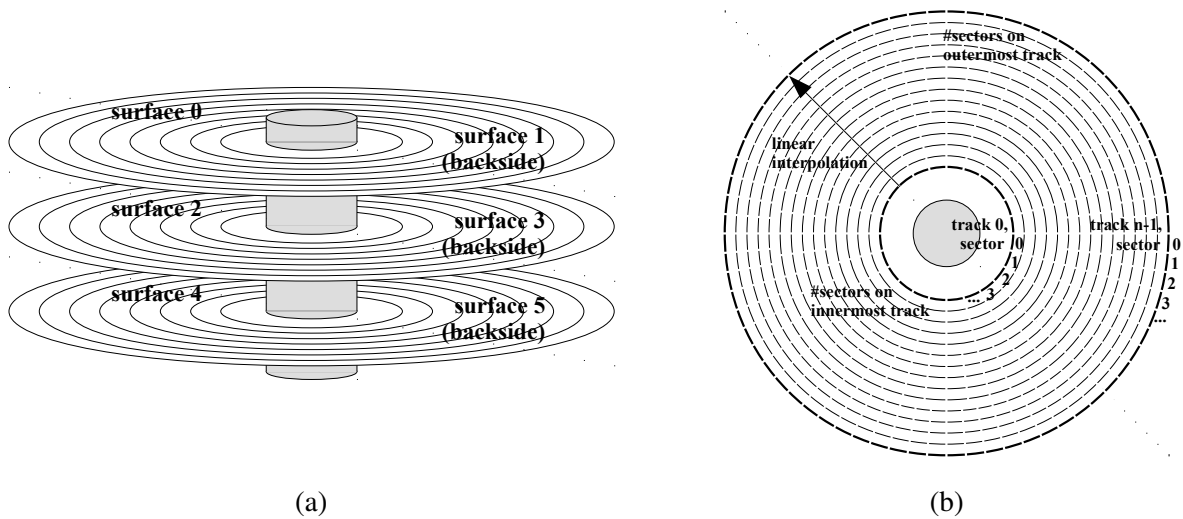 surface 0
surface 1
(backside)
surface 2
surface 3
(backside)
surface 4
surface 5
(backside)
(a)
#sectors on
outermost track
linear
interpolation
track 0,
sector 0
1
2
3
...
track n-1,
sector 0
1
2
3
...
#sectors on
innermost track
(b)